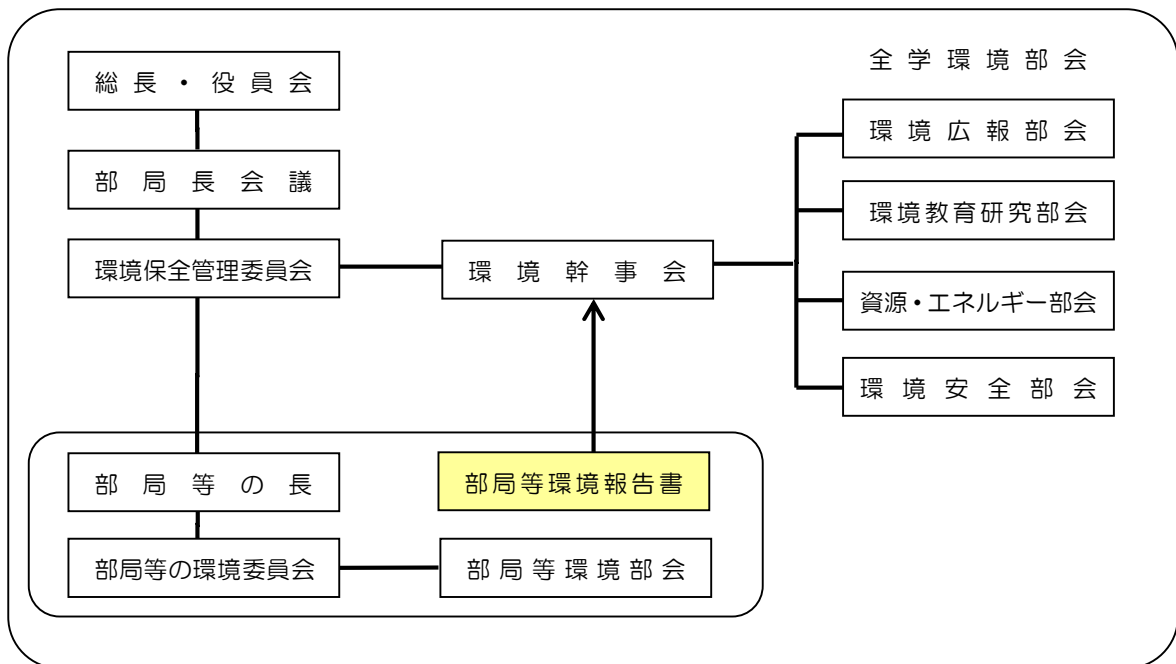 総長・役員会
部局長会議
環境保全管理委員会
環境幹事会
全学環境部会
環境広報部会
環境教育研究部会
資源・エネルギー部会
環境安全部会
部局等の長
部局等環境報告書
部局等の環境委員会
部局等環境部会